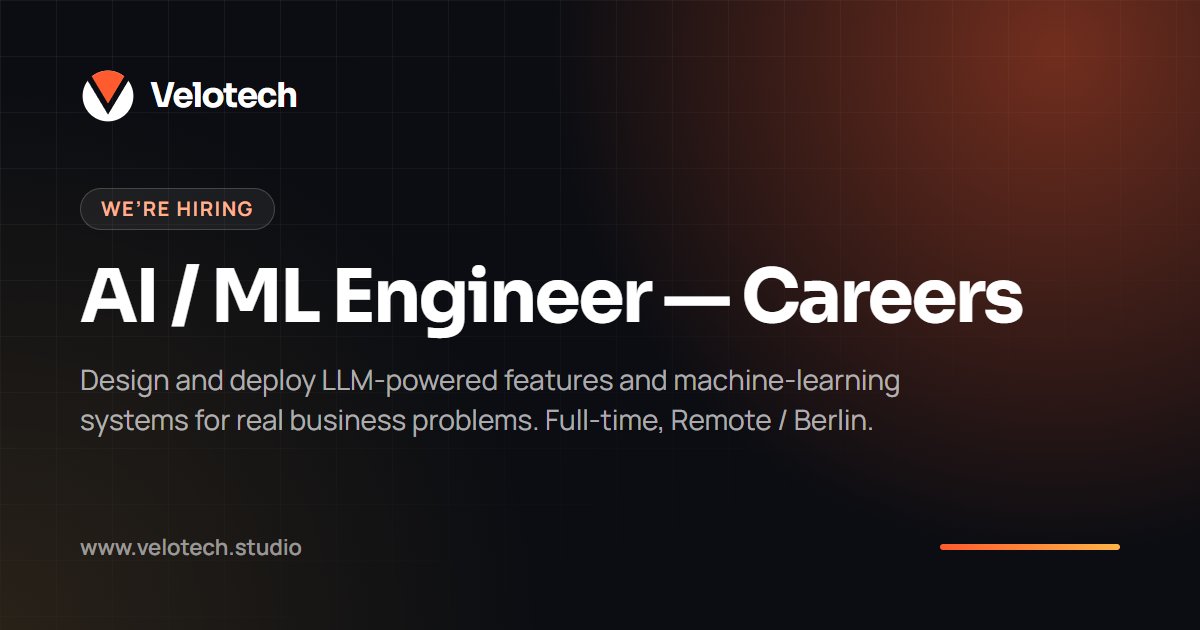 Velotech
WE’RE HIRING
AI / ML Engineer — Careers
Design and deploy LLM-powered features and machine-learning
systems for real business problems. Full-time, Remote / Berlin.
www.velotech.studio